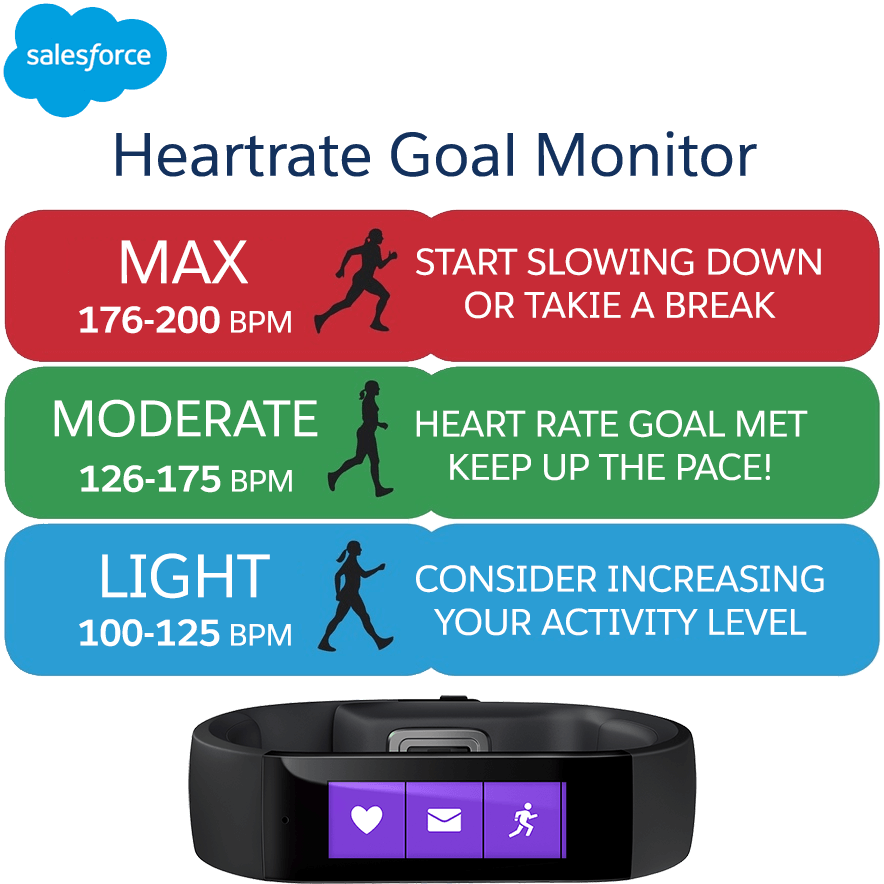 salesforce
Heartrate Goal Monitor
MAX
176-200 BPM
START SLOWING DOWN
OR TAKIE A BREAK
MODERATE
126-175 BPM
HEART RATE GOAL MET
KEEP UP THE PACE!
LIGHT
100-125 BPM
CONSIDER INCREASING
YOUR ACTIVITY LEVEL